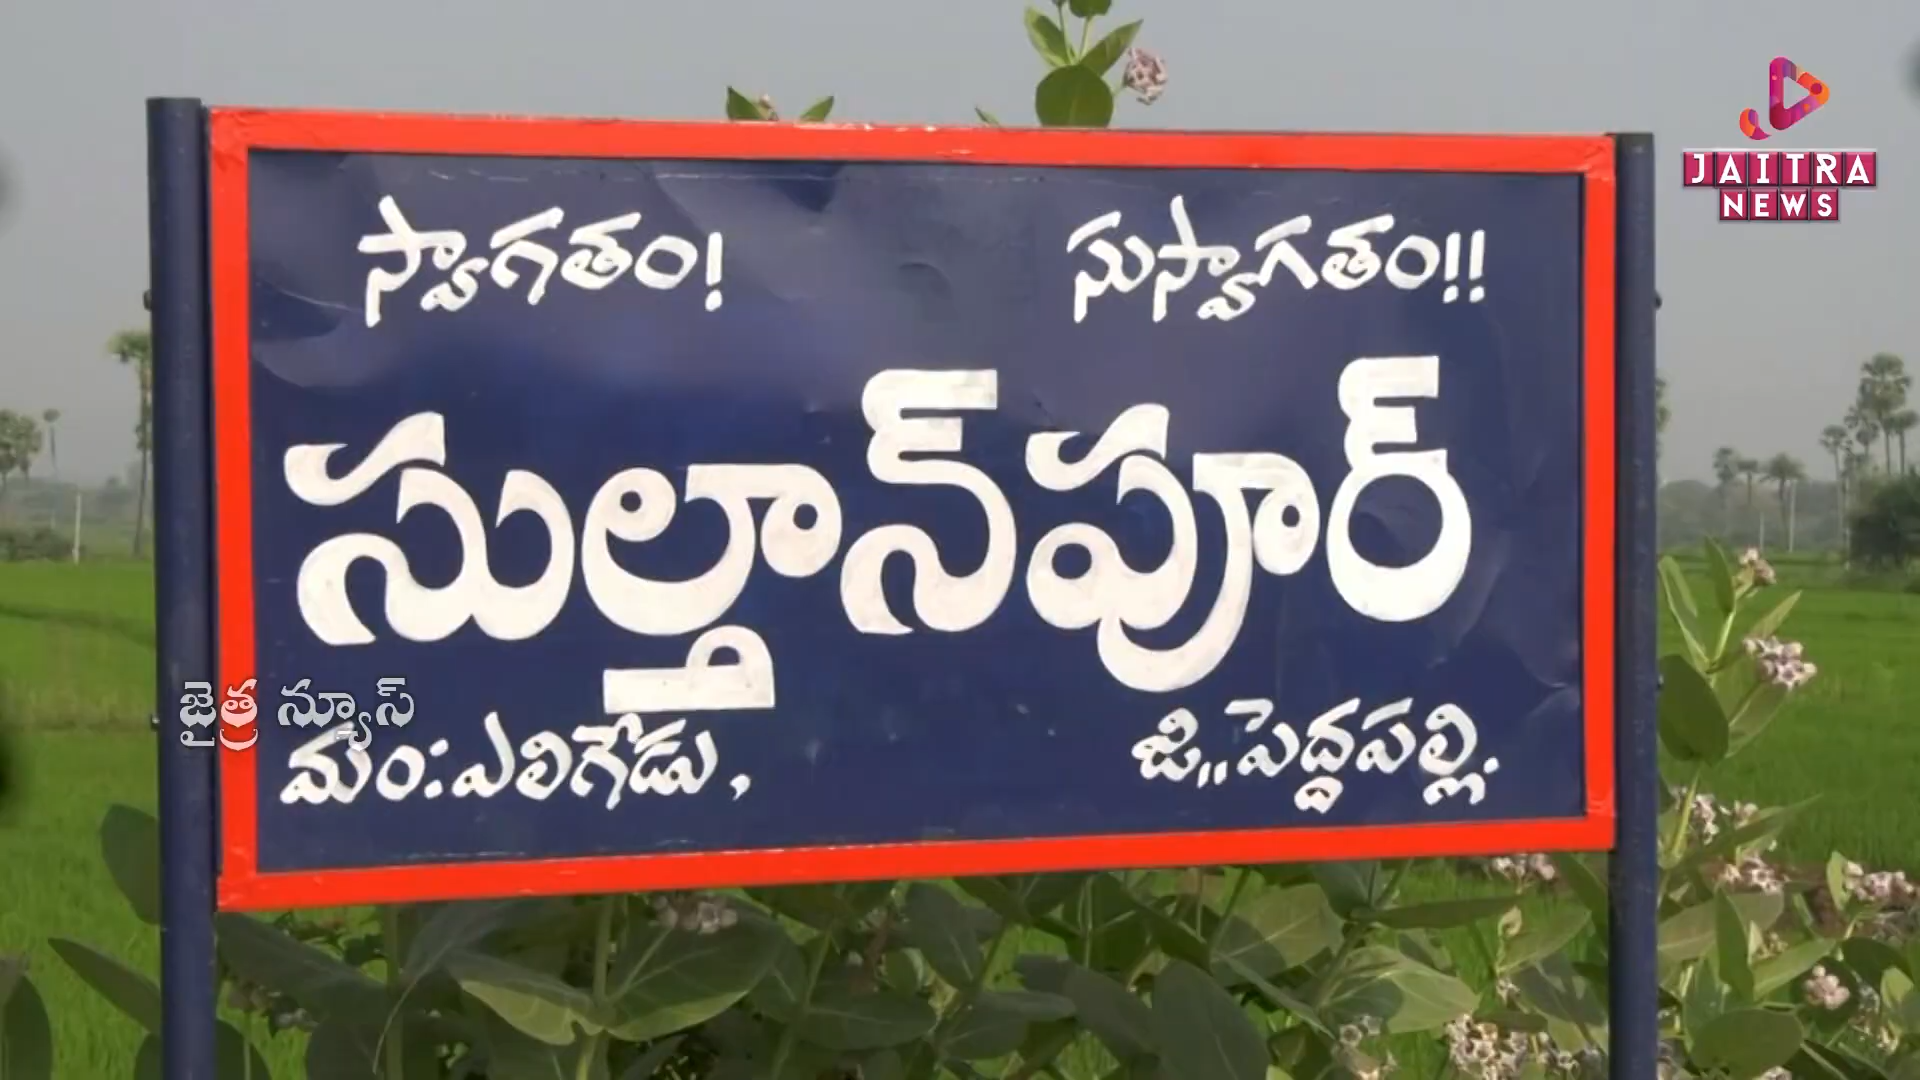 JAITRA
NEWS
స్వాగతం! సుస్వాగతం!!
సుల్తాన్‌పూర్
జైత్ర న్యూస్
మం:ఎలిగేడు, జి..పెద్దపల్లి.